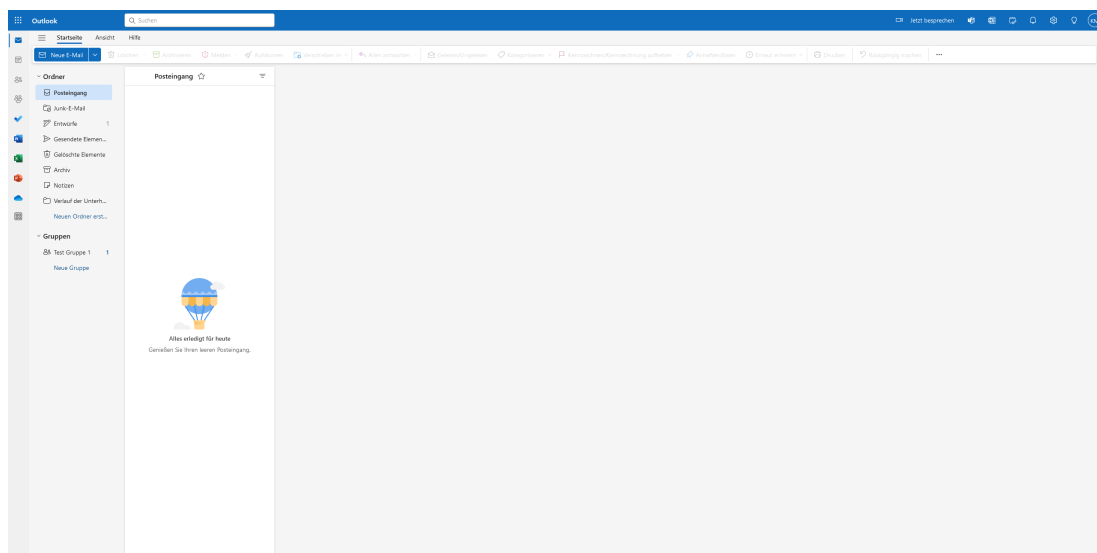 Outlook
Suchen
Jetzt besprechen
Startseite Ansicht Hilfe
Neue E-Mail Löschen Archivieren Melden Aufräumen Verschieben in Allen antworten Gelesen/Ungelesen Kategorisieren Kennzeichnen/Kennzeichnung aufheben Anheften/lösen Erneut erinnern Drucken Rückgängig machen
Ordner
Posteingang
Junk-E-Mail
Entwürfe 1
Gesendete Elemen...
Gelöschte Elemente
Archiv
Notizen
Verlauf der Unterh...
Neuen Ordner erst...
Gruppen
Test Gruppe 1 1
Neue Gruppe
Posteingang
Alles erledigt für heute
Genießen Sie Ihren leeren Posteingang.